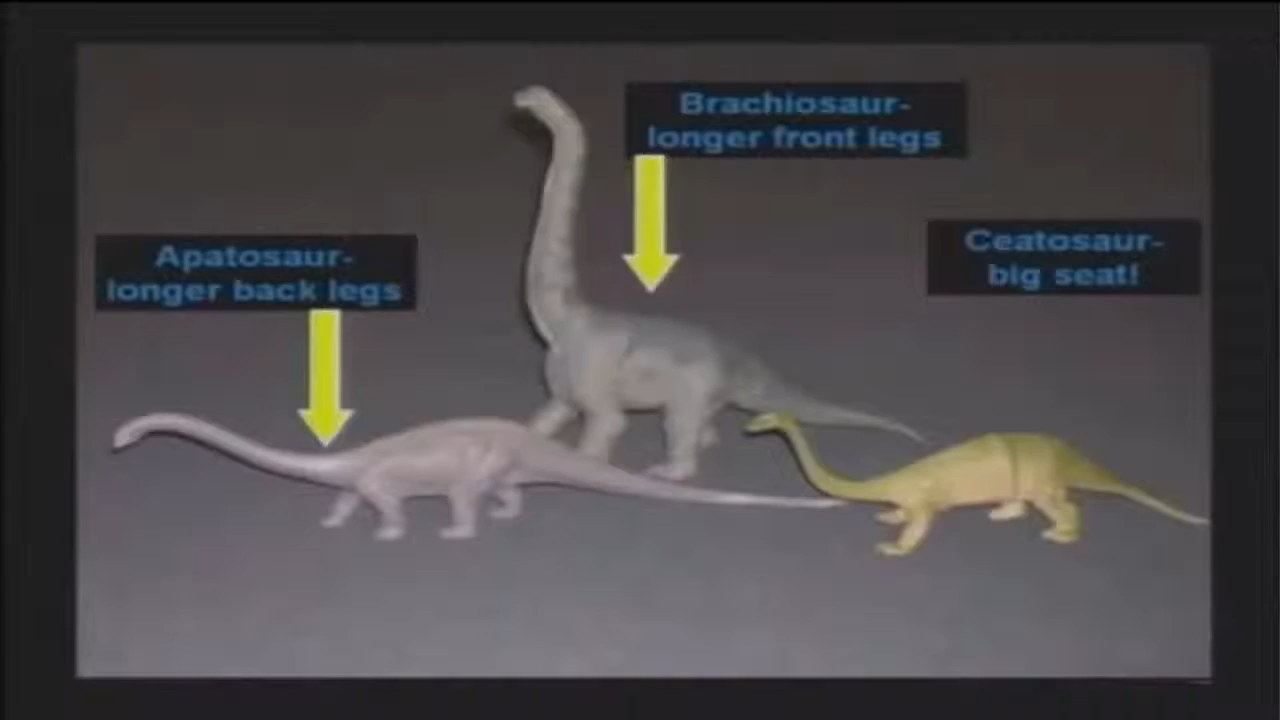 Brachiosaur-
longer front legs
Apatosaur-
longer back legs
Ceatosaur-
big seat!